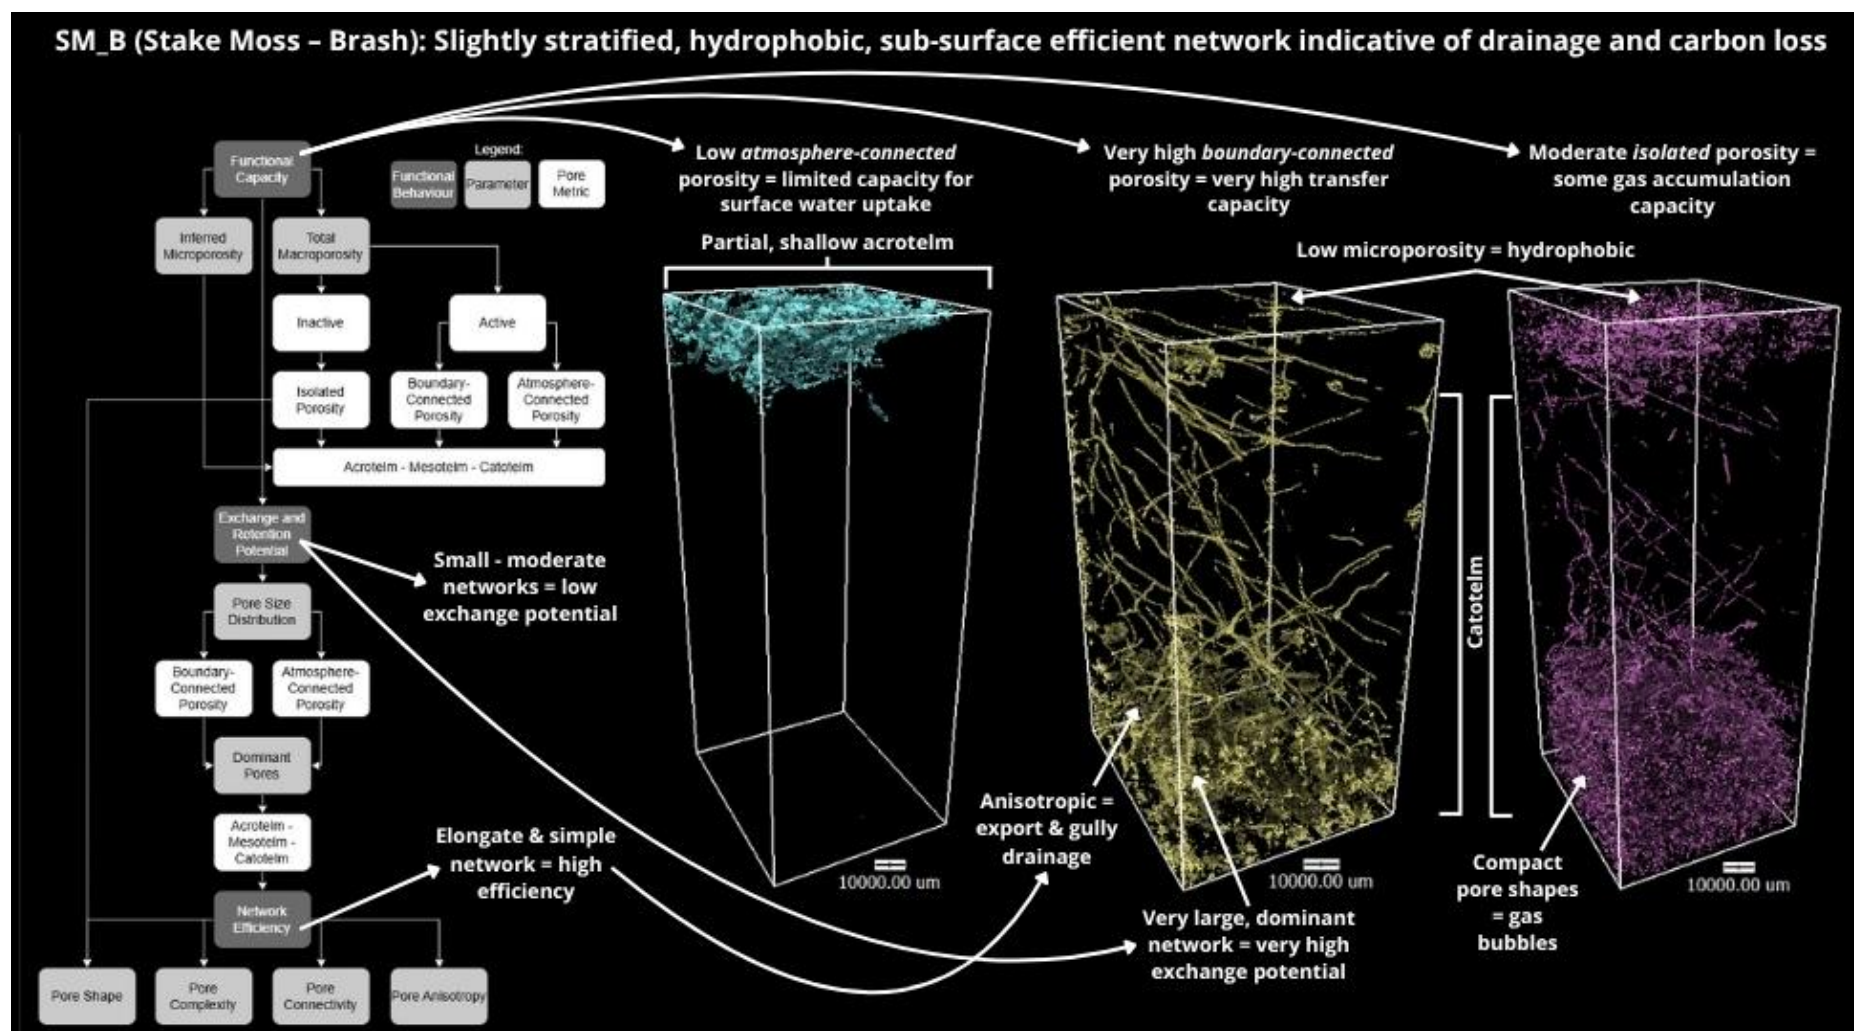 SM_B (Stake Moss – Brash): Slightly stratified, hydrophobic, sub-surface efficient network indicative of drainage and carbon loss
Functional
Capacity
Legend:
Functional
Behaviour
Parameter
Pore
Metric
Inferred
Microporosity
Total
Macroporosity
Inactive
Active
Isolated
Porosity
Boundary-
Connected
Porosity
Atmosphere-
Connected
Porosity
Acrotelm - Mesotelm - Catotelm
Exchange and
Retention
Potential
Pore Size
Distribution
Boundary-
Connected
Porosity
Atmosphere-
Connected
Porosity
Dominant
Pores
Acrotelm -
Mesotelm -
Catotelm
Network
Efficiency
Pore Shape
Pore
Complexity
Pore
Connectivity
Pore Anisotropy
Small - moderate
networks = low
exchange potential
Elongate & simple
network = high
efficiency
Low atmosphere-connected
porosity = limited capacity for
surface water uptake
Partial, shallow acrotelm
10000.00 um
Very high boundary-connected
porosity = very high transfer
capacity
Moderate isolated porosity =
some gas accumulation
capacity
Low microporosity = hydrophobic
Catotelm
Anisotropic =
export & gully
drainage
10000.00 um
Very large, dominant
network = very high
exchange potential
Compact
pore shapes
= gas
bubbles
10000.00 um